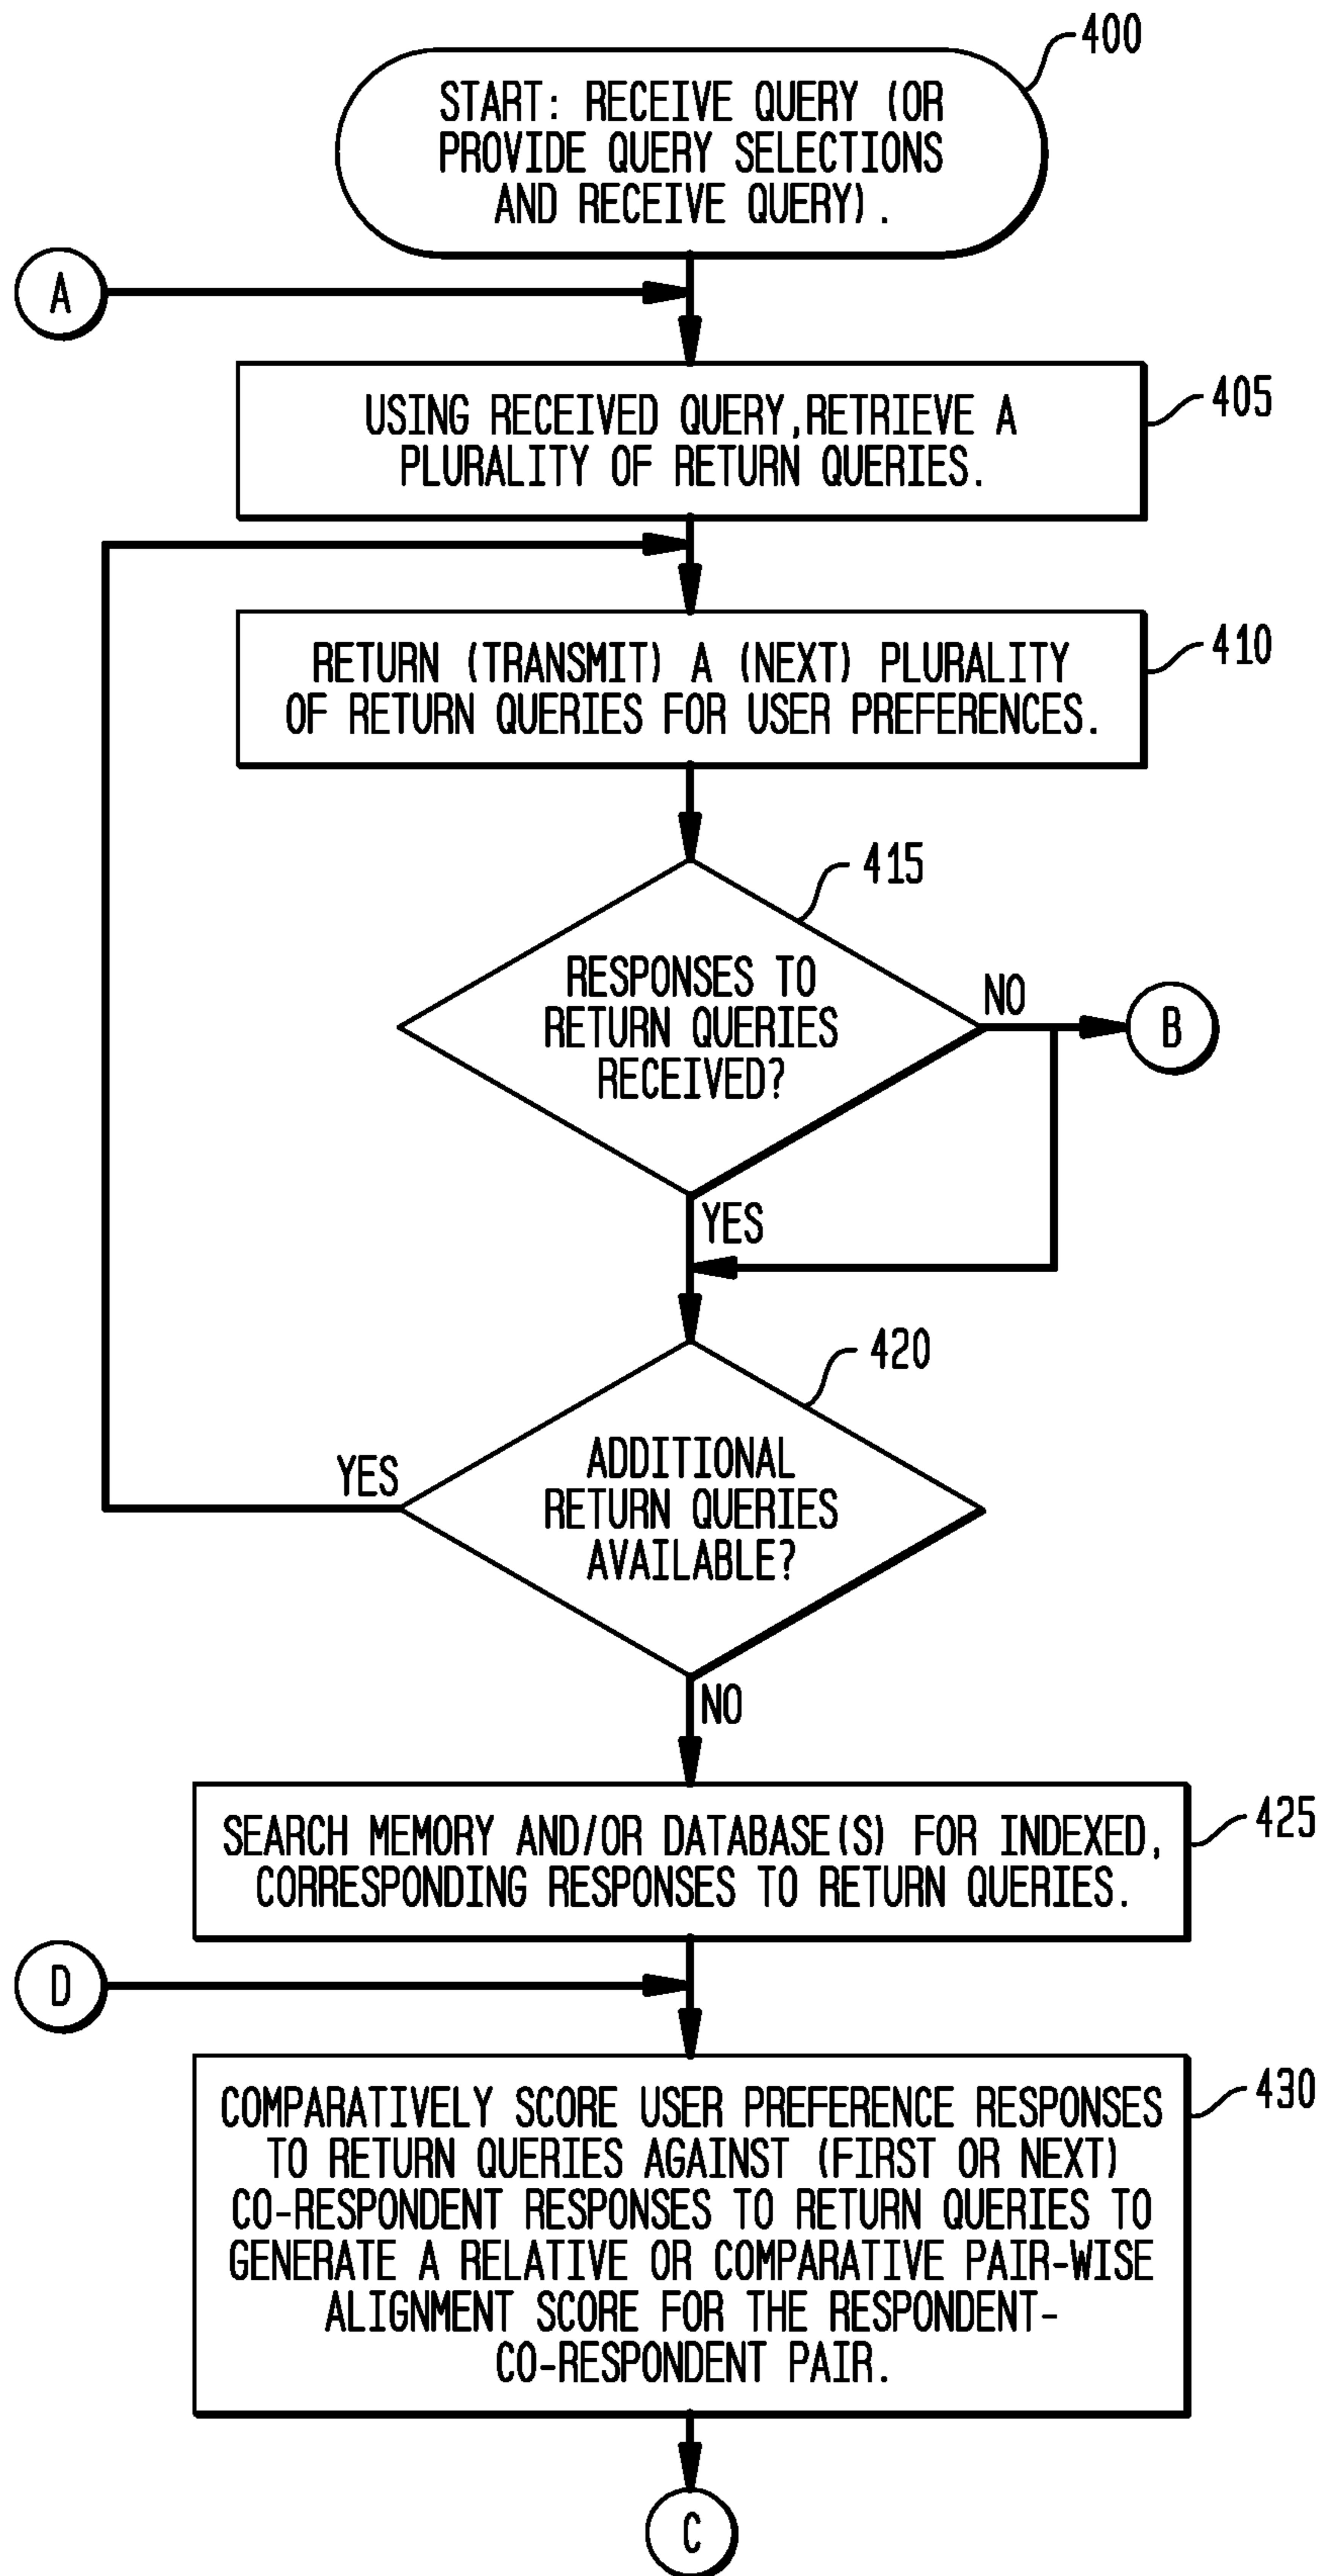 400
START: RECEIVE QUERY (OR
PROVIDE QUERY SELECTIONS
AND RECEIVE QUERY).
A
405
USING RECEIVED QUERY,RETRIEVE A
PLURALITY OF RETURN QUERIES.
410
RETURN (TRANSMIT) A (NEXT) PLURALITY
OF RETURN QUERIES FOR USER PREFERENCES.
415
RESPONSES TO
RETURN QUERIES
RECEIVED?
NO
B
YES
420
ADDITIONAL
RETURN QUERIES
AVAILABLE?
YES
NO
425
SEARCH MEMORY AND/OR DATABASE(S) FOR INDEXED,
CORRESPONDING RESPONSES TO RETURN QUERIES.
D
430
COMPARATIVELY SCORE USER PREFERENCE RESPONSES
TO RETURN QUERIES AGAINST (FIRST OR NEXT)
CO-RESPONDENT RESPONSES TO RETURN QUERIES TO
GENERATE A RELATIVE OR COMPARATIVE PAIR-WISE
ALIGNMENT SCORE FOR THE RESPONDENT-
CO-RESPONDENT PAIR.
C